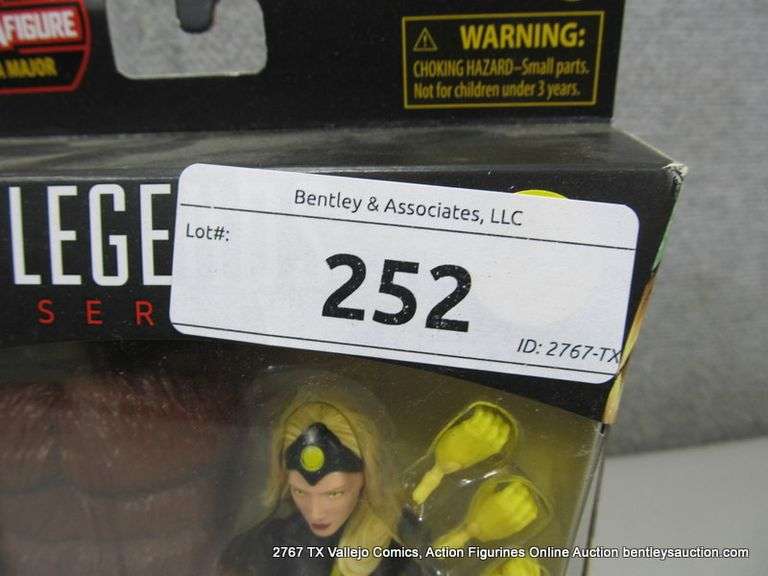 AFIGURE
A MAJOR
WARNING:
CHOKING HAZARD–Small parts.
Not for children under 3 years.
LEGE
SER
Bentley & Associates, LLC
Lot#:
252
ID: 2767-TX
2767 TX Vallejo Comics, Action Figurines Online Auction bentleysauction.com